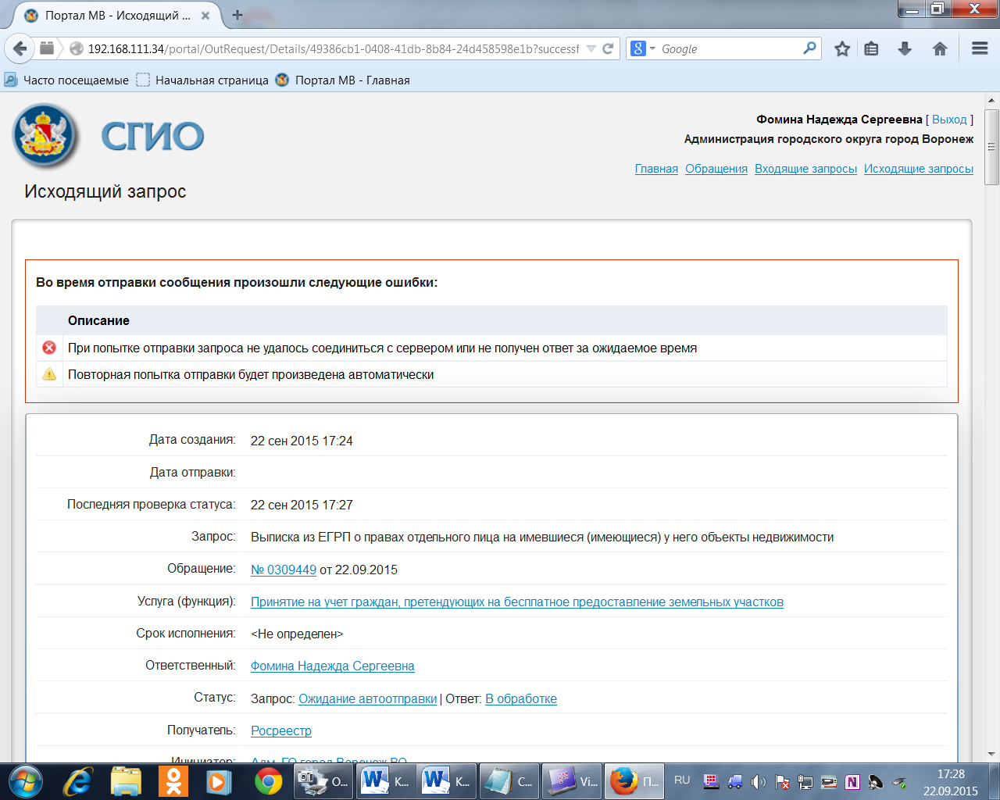 Портал МВ - Исходящий ...
192.168.111.34/portal/OutRequest/Details/49386cb1-0408-41db-8b84-24d458598e1b?successf
Google
Часто посещаемые Начальная страница Портал МВ - Главная
СГИО
Фомина Надежда Сергеевна [ Выход ]
Администрация городского округа город Воронеж
Главная Обращения Входящие запросы Исходящие запросы
Исходящий запрос
Во время отправки сообщения произошли следующие ошибки:
Описание
При попытке отправки запроса не удалось соединиться с сервером или не получен ответ за ожидаемое время
Повторная попытка отправки будет произведена автоматически
Дата создания: 22 сен 2015 17:24
Дата отправки:
Последняя проверка статуса: 22 сен 2015 17:27
Запрос: Выписка из ЕГРП о правах отдельного лица на имевшиеся (имеющиеся) у него объекты недвижимости
Обращение: № 0309449 от 22.09.2015
Услуга (функция): Принятие на учет граждан, претендующих на бесплатное предоставление земельных участков
Срок исполнения: <Не определен>
Ответственный: Фомина Надежда Сергеевна
Статус: Запрос: Ожидание автоотправки | Ответ: В обработке
Получатель: Росреестр
Инициатор: Адм. ГО город Воронеж ВО
О... К... К... С... Vi... П... RU 17:28
22.09.2015